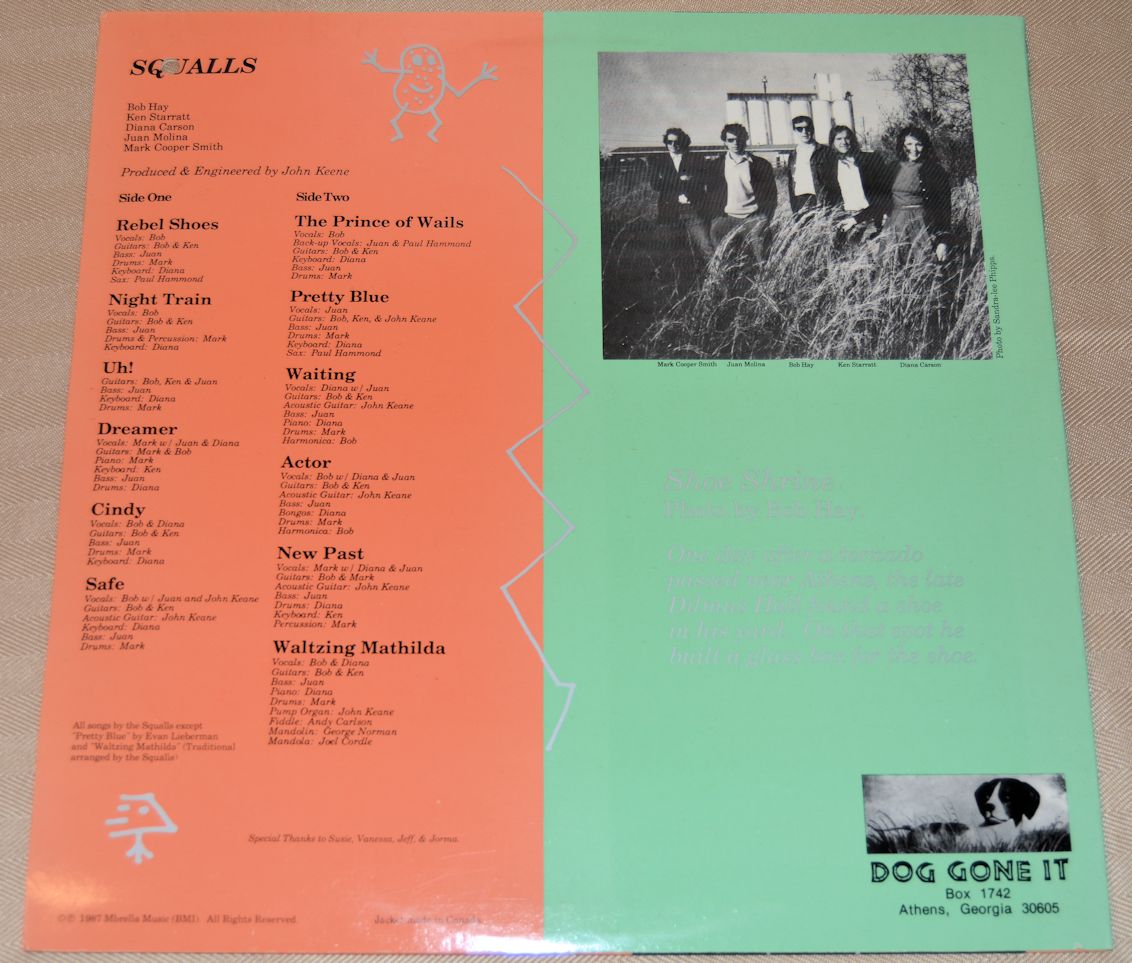 SQUALLS
Bob Hay
Ken Starratt
Diana Carson
Juan Molina
Mark Cooper Smith
Produced & Engineered by John Keene
Side One
Rebel Shoes
Vocals: Bob
Guitars: Bob & Ken
Bass: Juan
Drums: Mark
Keyboard: Diana
Sax: Paul Hammond
Night Train
Vocals: Bob
Guitars: Bob & Ken
Bass: Juan
Drums & Percussion: Mark
Keyboard: Diana
Uh!
Guitars: Bob, Ken & Juan
Bass: Juan
Keyboard: Diana
Drums: Mark
Dreamer
Vocals: Mark w/ Juan & Diana
Guitars: Mark & Bob
Piano: Mark
Keyboard: Ken
Bass: Juan
Drums: Diana
Cindy
Vocals: Bob & Diana
Guitars: Bob & Ken
Bass: Juan
Drums: Mark
Keyboard: Diana
Safe
Vocals: Bob w/ Juan and John Keane
Guitars: Bob & Ken
Acoustic Guitar: John Keane
Keyboard: Diana
Bass: Juan
Drums: Mark
Side Two
The Prince of Wails
Vocals: Bob
Back-up Vocals: Juan & Paul Hammond
Guitars: Bob & Ken
Keyboard: Diana
Bass: Juan
Drums: Mark
Pretty Blue
Vocals: Juan
Guitars: Bob, Ken, & John Keane
Bass: Juan
Drums: Mark
Keyboard: Diana
Sax: Paul Hammond
Waiting
Vocals: Diana w/ Juan
Guitars: Bob & Ken
Acoustic Guitar: John Keane
Bass: Juan
Piano: Diana
Drums: Mark
Harmonica: Bob
Actor
Vocals: Bob w/ Diana & Juan
Guitars: Bob & Ken
Acoustic Guitar: John Keane
Bass: Juan
Bongos: Diana
Drums: Mark
Harmonica: Bob
New Past
Vocals: Mark w/ Diana & Juan
Guitars: Bob & Mark
Acoustic Guitar: John Keane
Bass: Juan
Drums: Diana
Keyboard: Ken
Percussion: Mark
Waltzing Mathilda
Vocals: Bob & Diana
Guitars: Bob & Ken
Bass: Juan
Piano: Diana
Drums: Mark
Pump Organ: John Keane
Fiddle: Andy Carlson
Mandolin: George Norman
Mandola: Joel Cordle
All songs by the Squalls except
"Pretty Blue" by Evan Lieberman
and "Waltzing Mathilda" (Traditional
arranged by the Squalls)
Special Thanks to Susie, Vanessa, Jeff, & Jorma.
©℗ 1987 Mbrella Music (BMI) All Rights Reserved.
Jacket made in Canada.
Photo by Sandra-lee Phipps
Mark Cooper Smith Juan Molina Bob Hay Ken Starratt Diana Carson
Shoe Shrine
Photo by Bob Hay.
One day after a tornado
passed near Athens, the late
Dilmus Hall found a shoe
in his yard. On that spot he
built a glass box for the shoe.
DOG GONE IT
Box 1742
Athens, Georgia 30605